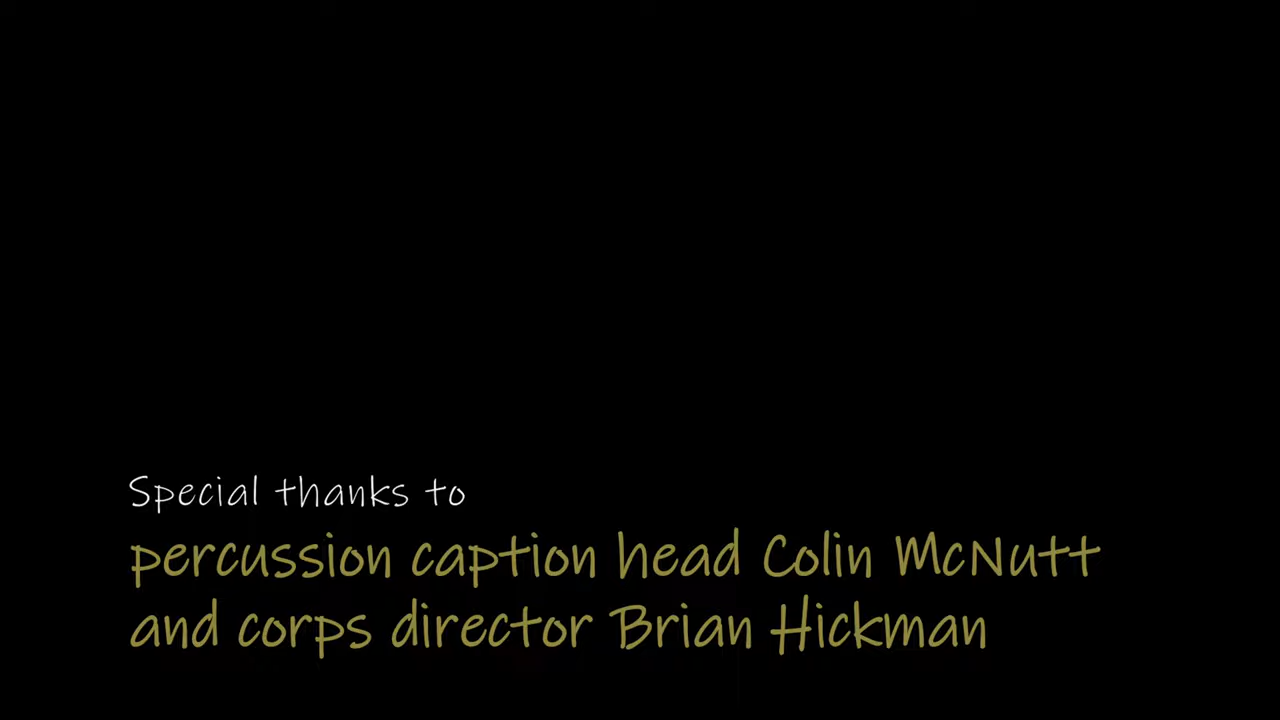 Special thanks to
percussion caption head Colin McNutt
and corps director Brian Hickman